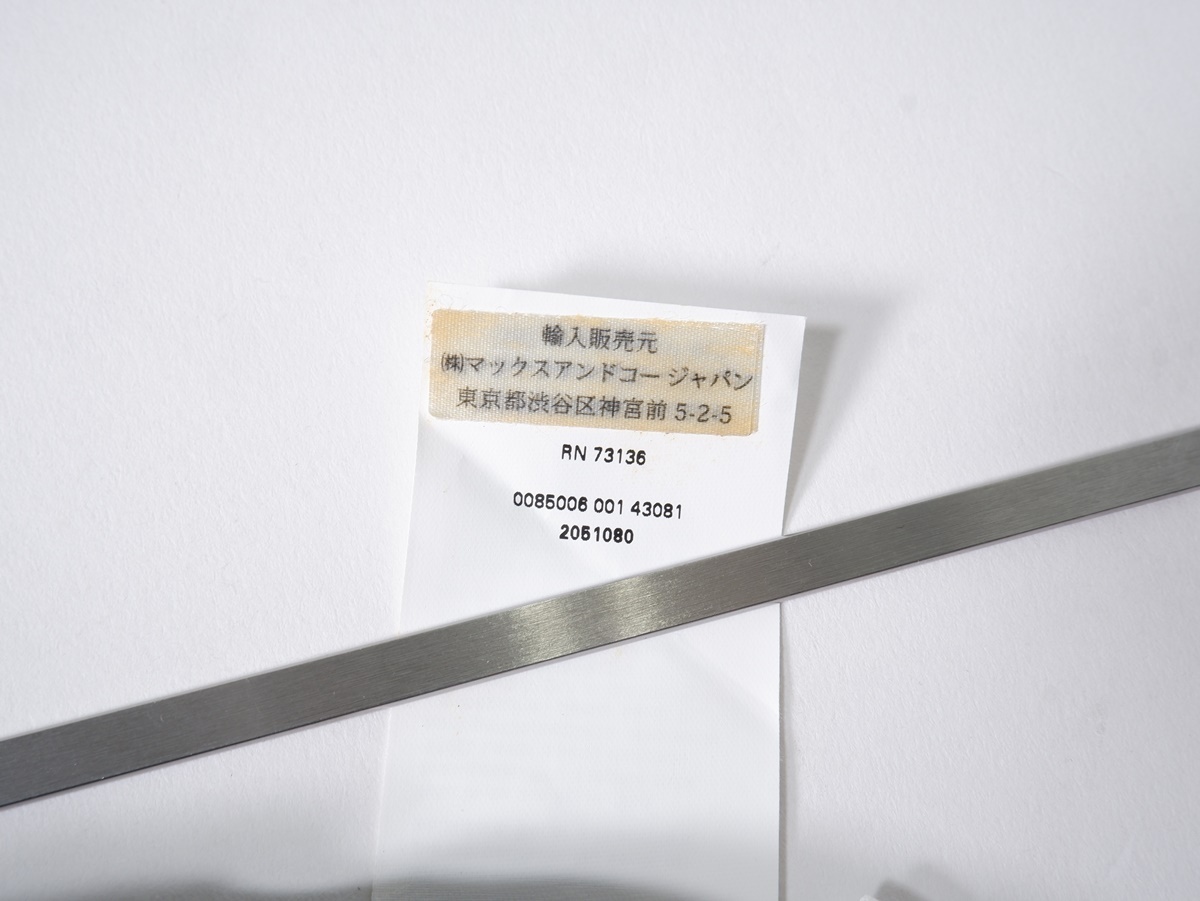 輸入販売元
㈱マックスアンドコー ジャパン
東京都渋谷区神宮前 5-2-5
RN 73136
0085006 001 43081
2051080